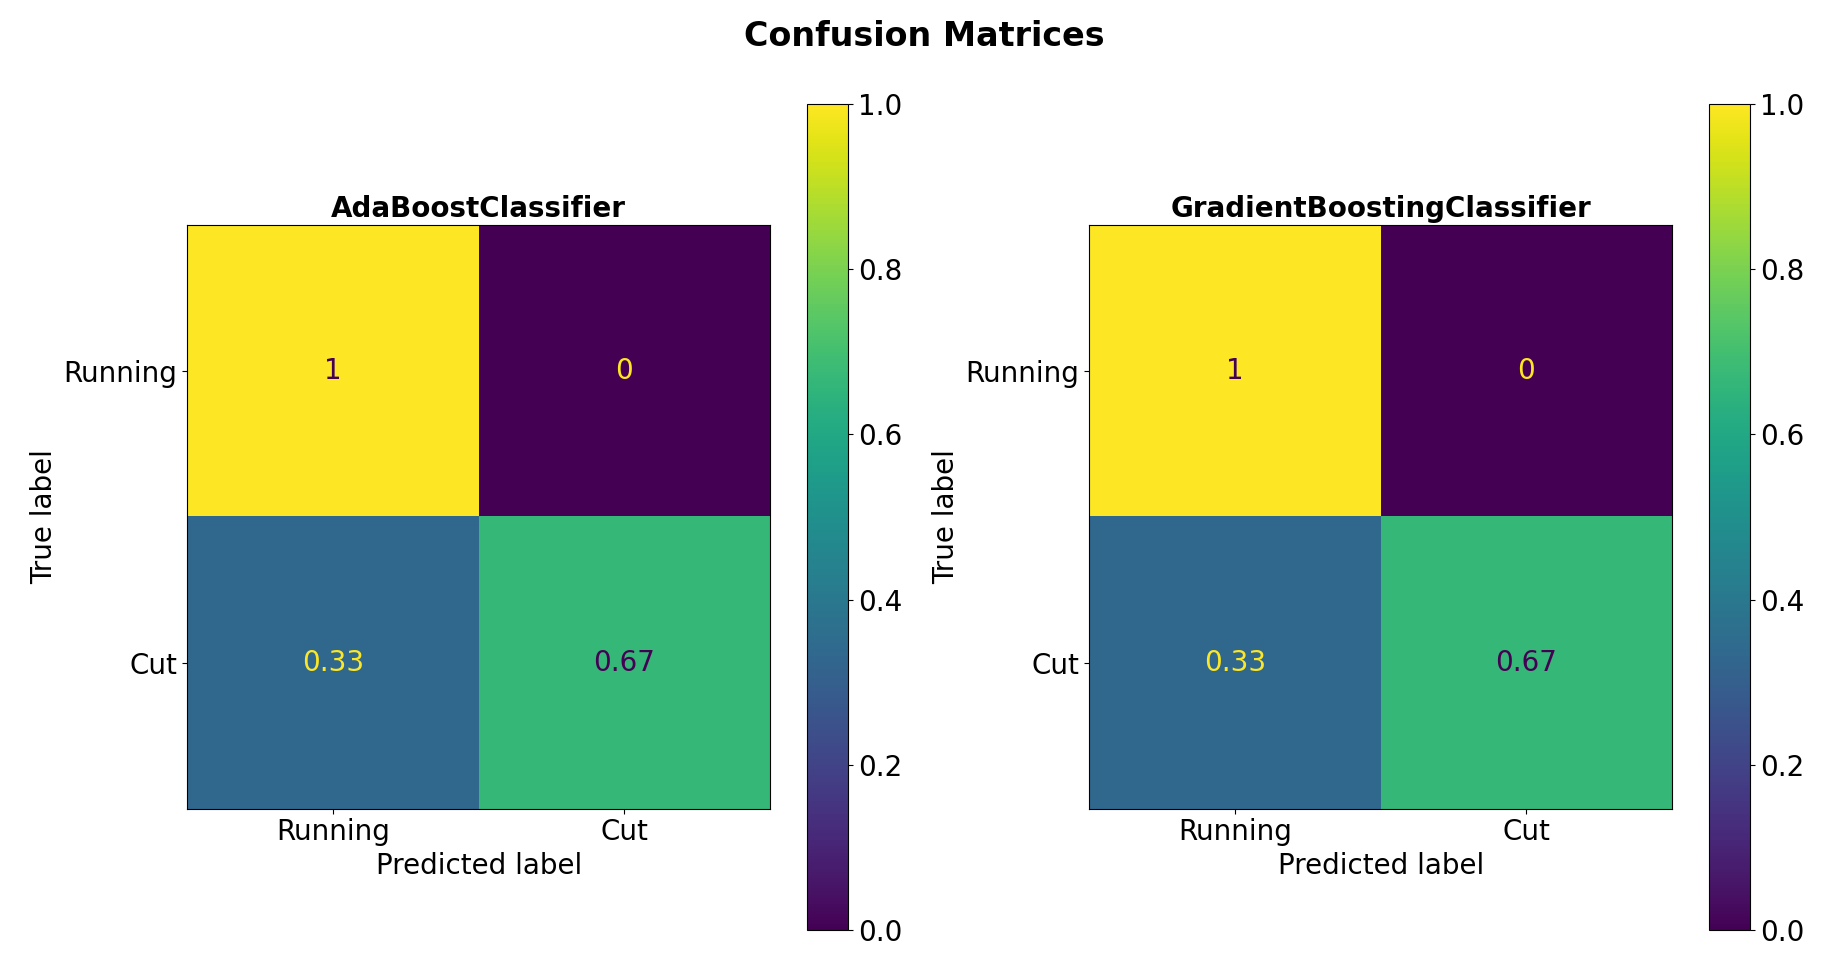 Confusion Matrices
AdaBoostClassifier
True label
Running
Cut
1
0
0.33
0.67
Running
Cut
Predicted label
1.0
0.8
0.6
0.4
0.2
0.0
GradientBoostingClassifier
True label
Running
Cut
1
0
0.33
0.67
Running
Cut
Predicted label
1.0
0.8
0.6
0.4
0.2
0.0